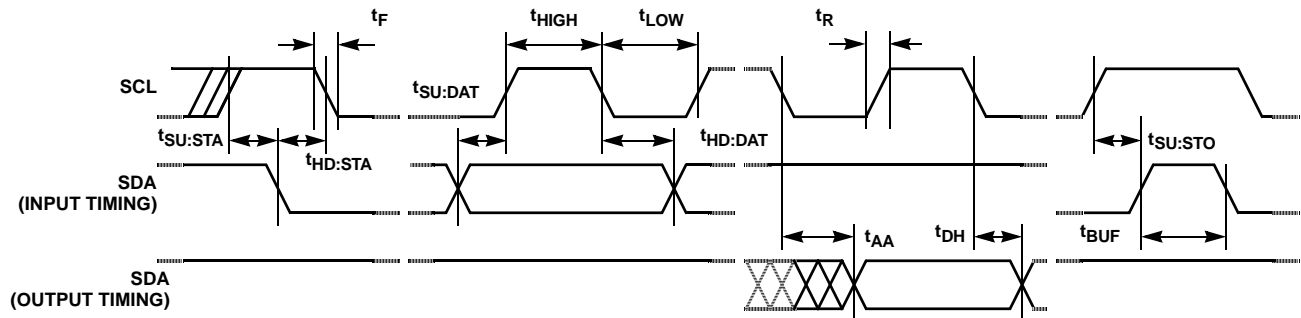 tF
tHIGH
tLOW
tR
SCL
tSU:DAT
tSU:STA
tHD:STA
tHD:DAT
tSU:STO
SDA
(INPUT TIMING)
tAA
tDH
tBUF
SDA
(OUTPUT TIMING)